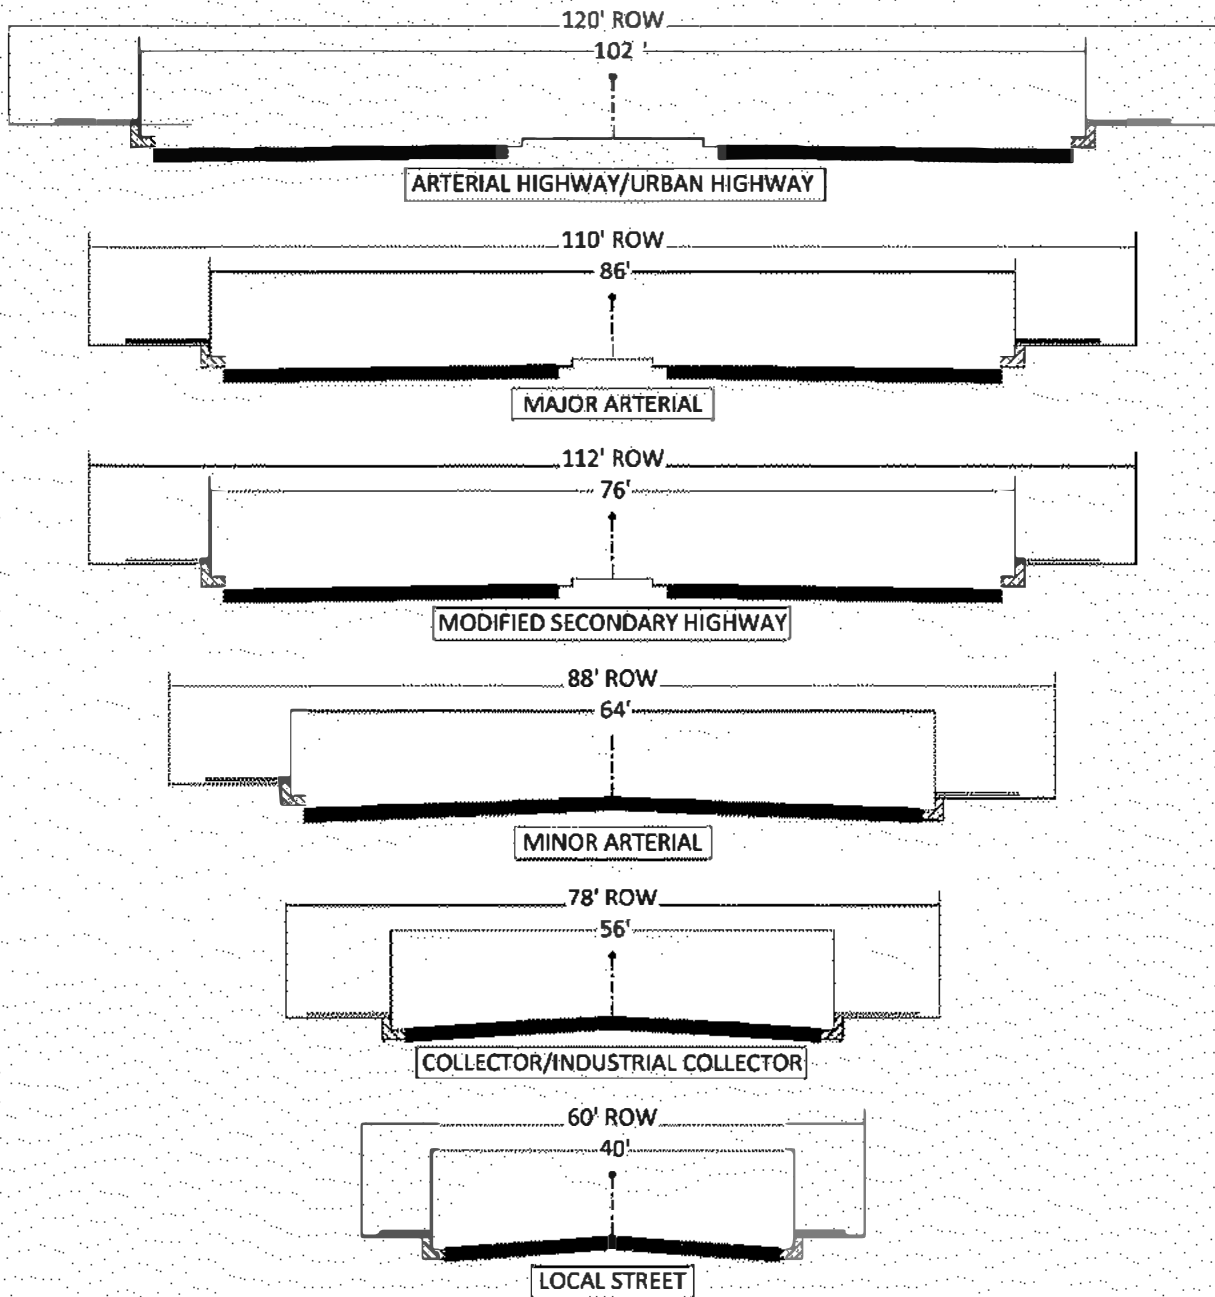 120' ROW
102 '
ARTERIAL HIGHWAY/URBAN HIGHWAY
110' ROW
86'
MAJOR ARTERIAL
112' ROW
76'
MODIFIED SECONDARY HIGHWAY
88' ROW
64'
MINOR ARTERIAL
78' ROW
56'
COLLECTOR/INDUSTRIAL COLLECTOR
60' ROW
40'
LOCAL STREET